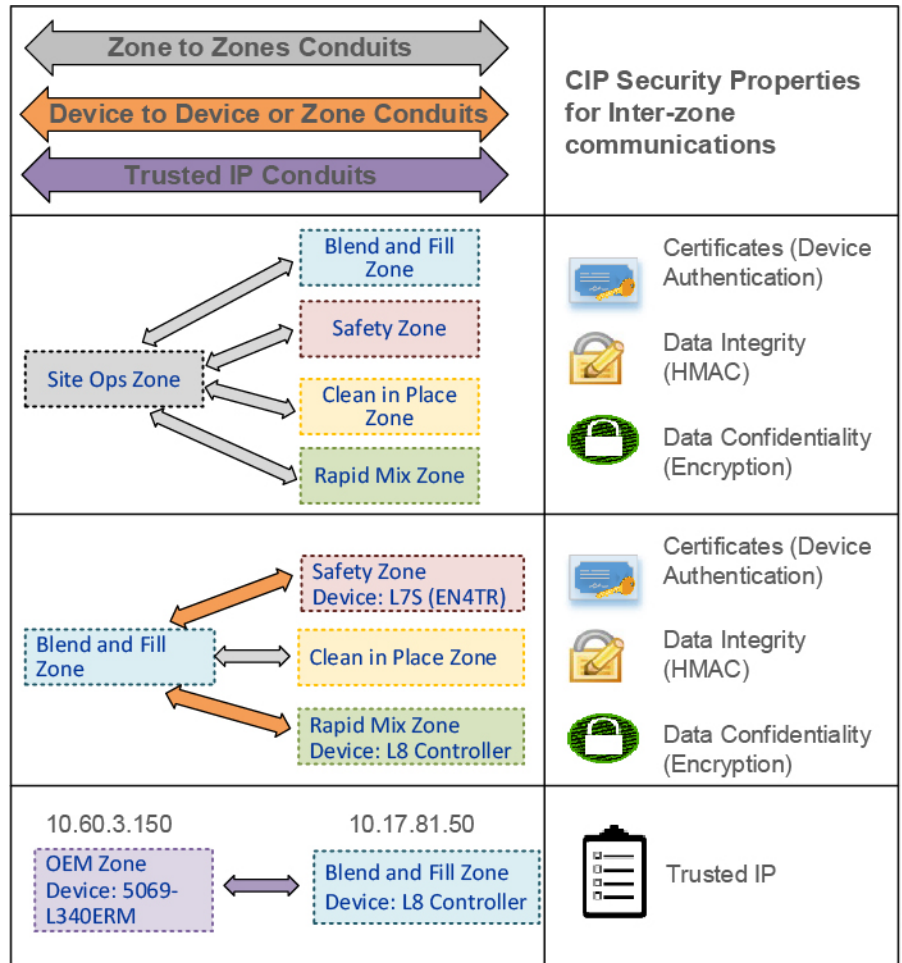 Zone to Zones Conduits
Device to Device or Zone Conduits
Trusted IP Conduits
CIP Security Properties
for Inter-zone
communications
Site Ops Zone
Blend and Fill
Zone
Safety Zone
Clean in Place
Zone
Rapid Mix Zone
Certificates (Device
Authentication)
Data Integrity
(HMAC)
Data Confidentiality
(Encryption)
Blend and Fill
Zone
Safety Zone
Device: L7S (EN4TR)
Clean in Place Zone
Rapid Mix Zone
Device: L8 Controller
Certificates (Device
Authentication)
Data Integrity
(HMAC)
Data Confidentiality
(Encryption)
10.60.3.150
OEM Zone
Device: 5069-
L340ERM
10.17.81.50
Blend and Fill Zone
Device: L8 Controller
Trusted IP